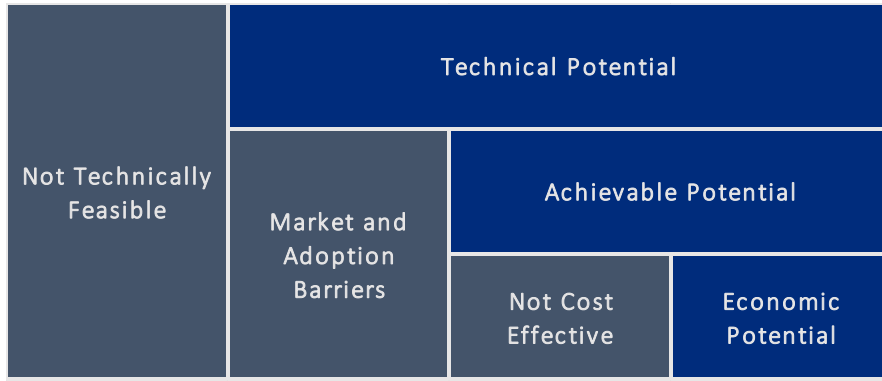 Technical Potential
Not Technically
Feasible
Achievable Potential
Market and
Adoption
Barriers
Not Cost
Effective
Economic
Potential